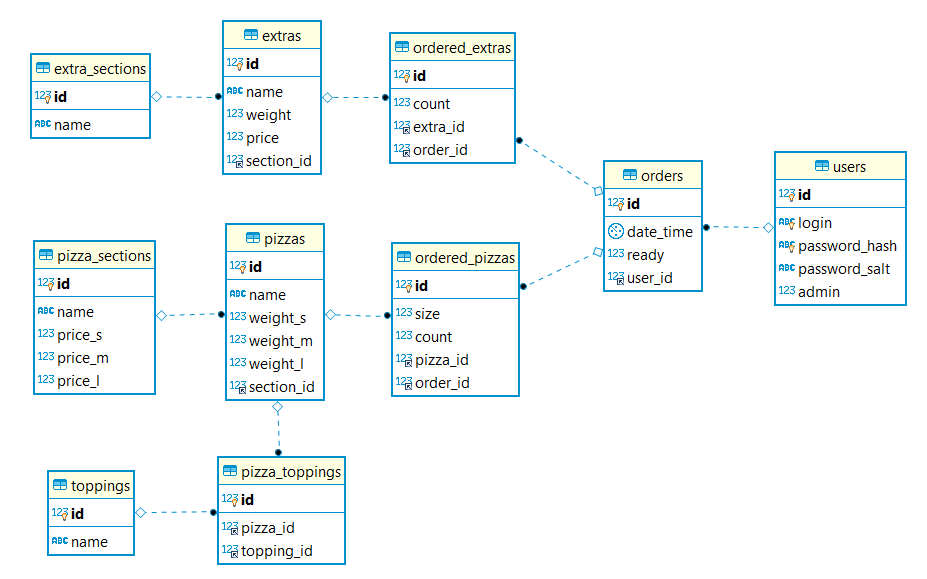 extra_sections
123 id
ABC name
extras
123 id
ABC name
123 weight
123 price
123 section_id
ordered_extras
123 id
123 count
123 extra_id
123 order_id
orders
123 id
date_time
123 ready
123 user_id
users
123 id
ABC login
ABC password_hash
ABC password_salt
123 admin
pizza_sections
123 id
ABC name
123 price_s
123 price_m
123 price_l
pizzas
123 id
ABC name
123 weight_s
123 weight_m
123 weight_l
123 section_id
ordered_pizzas
123 id
123 size
123 count
123 pizza_id
123 order_id
toppings
123 id
ABC name
pizza_toppings
123 id
123 pizza_id
123 topping_id